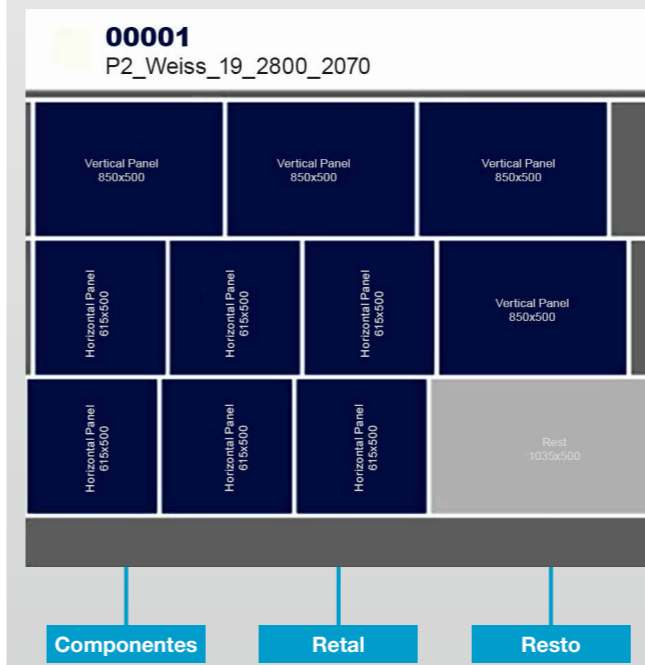 00001
P2_Weiss_19_2800_2070
Vertical Panel
850x500
Vertical Panel
850x500
Vertical Panel
850x500
Horizontal Panel
615x500
Horizontal Panel
615x500
Horizontal Panel
615x500
Vertical Panel
850x500
Horizontal Panel
615x500
Horizontal Panel
615x500
Horizontal Panel
615x500
Rest
1035x500
Componentes
Retal
Resto